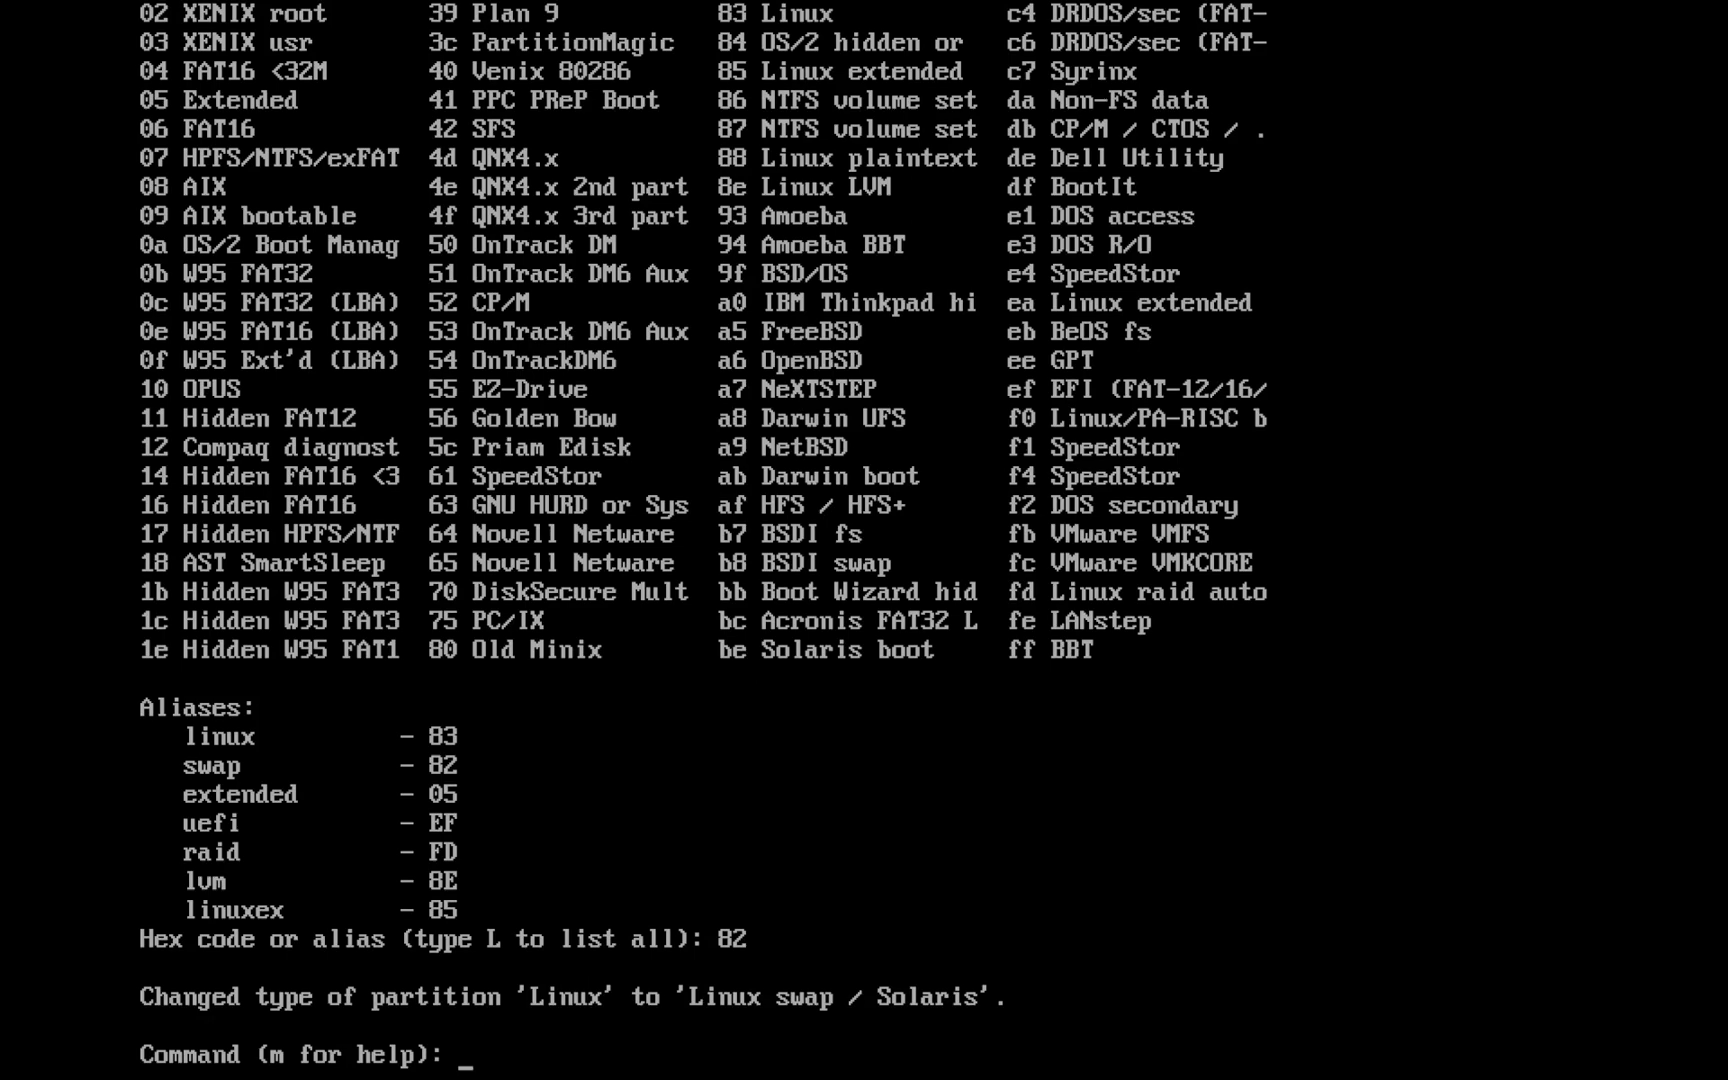 02 XENIX root       39 Plan 9           83 Linux            c4 DRDOS/sec (FAT-
03 XENIX usr        3c PartitionMagic   84 OS/2 hidden or   c6 DRDOS/sec (FAT-
04 FAT16 <32M       40 Venix 80286      85 Linux extended   c7 Syrinx
05 Extended         41 PPC PReP Boot    86 NTFS volume set  da Non-FS data
06 FAT16            42 SFS              87 NTFS volume set  db CP/M / CTOS / .
07 HPFS/NTFS/exFAT  4d QNX4.x           88 Linux plaintext  de Dell Utility
08 AIX              4e QNX4.x 2nd part  8e Linux LVM        df BootIt
09 AIX bootable     4f QNX4.x 3rd part  93 Amoeba           e1 DOS access
0a OS/2 Boot Manag  50 OnTrack DM       94 Amoeba BBT       e3 DOS R/O
0b W95 FAT32        51 OnTrack DM6 Aux  9f BSD/OS           e4 SpeedStor
0c W95 FAT32 (LBA)  52 CP/M             a0 IBM Thinkpad hi  ea Linux extended
0e W95 FAT16 (LBA)  53 OnTrack DM6 Aux  a5 FreeBSD          eb BeOS fs
0f W95 Ext'd (LBA)  54 OnTrackDM6       a6 OpenBSD          ee GPT
10 OPUS             55 EZ-Drive         a7 NeXTSTEP         ef EFI (FAT-12/16/
11 Hidden FAT12     56 Golden Bow       a8 Darwin UFS       f0 Linux/PA-RISC b
12 Compaq diagnost  5c Priam Edisk      a9 NetBSD           f1 SpeedStor
14 Hidden FAT16 <3  61 SpeedStor        ab Darwin boot      f4 SpeedStor
16 Hidden FAT16     63 GNU HURD or Sys  af HFS / HFS+       f2 DOS secondary
17 Hidden HPFS/NTF  64 Novell Netware   b7 BSDI fs          fb VMware VMFS
18 AST SmartSleep   65 Novell Netware   b8 BSDI swap        fc VMware VMKCORE
1b Hidden W95 FAT3  70 DiskSecure Mult  bb Boot Wizard hid  fd Linux raid auto
1c Hidden W95 FAT3  75 PC/IX            bc Acronis FAT32 L  fe LANstep
1e Hidden W95 FAT1  80 Old Minix        be Solaris boot     ff BBT
Aliases:
   linux          - 83
   swap           - 82
   extended       - 05
   uefi           - EF
   raid           - FD
   lvm            - 8E
   linuxex        - 85
Hex code or alias (type L to list all): 82
Changed type of partition 'Linux' to 'Linux swap / Solaris'.
Command (m for help): _